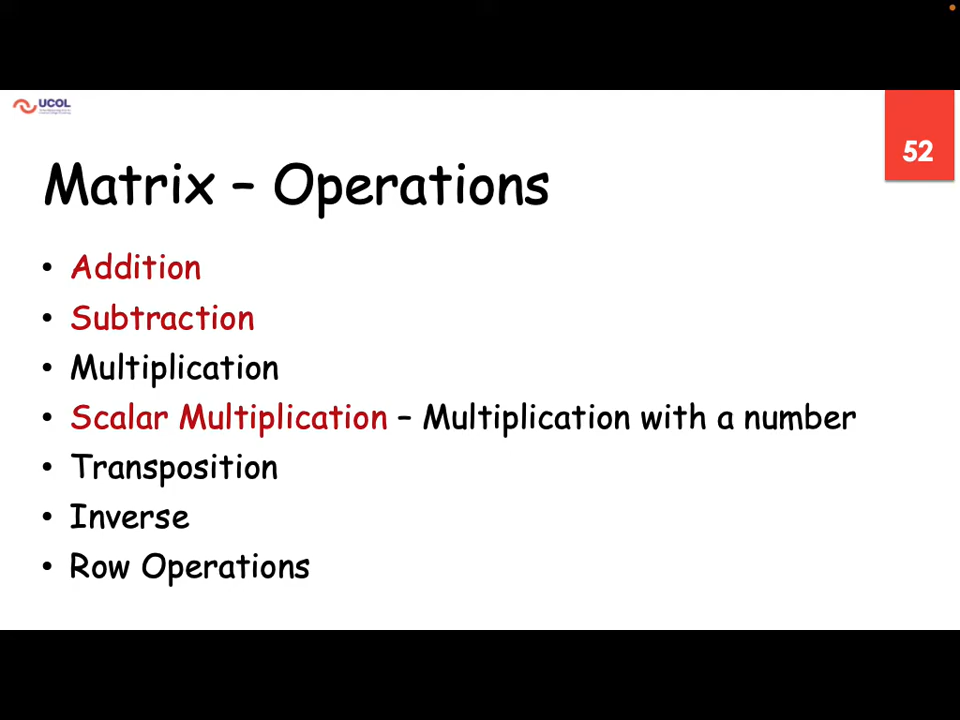 UCOL
52
Matrix – Operations
• Addition
• Subtraction
• Multiplication
• Scalar Multiplication – Multiplication with a number
• Transposition
• Inverse
• Row Operations